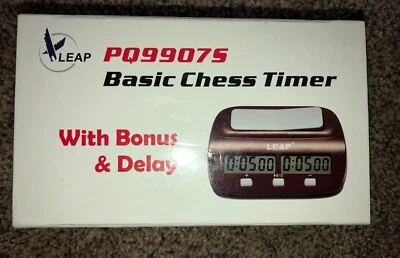 LEAP
PQ9907S
Basic Chess Timer
With Bonus
& Delay
LEAP
0:05:00 0:05:00
+ −